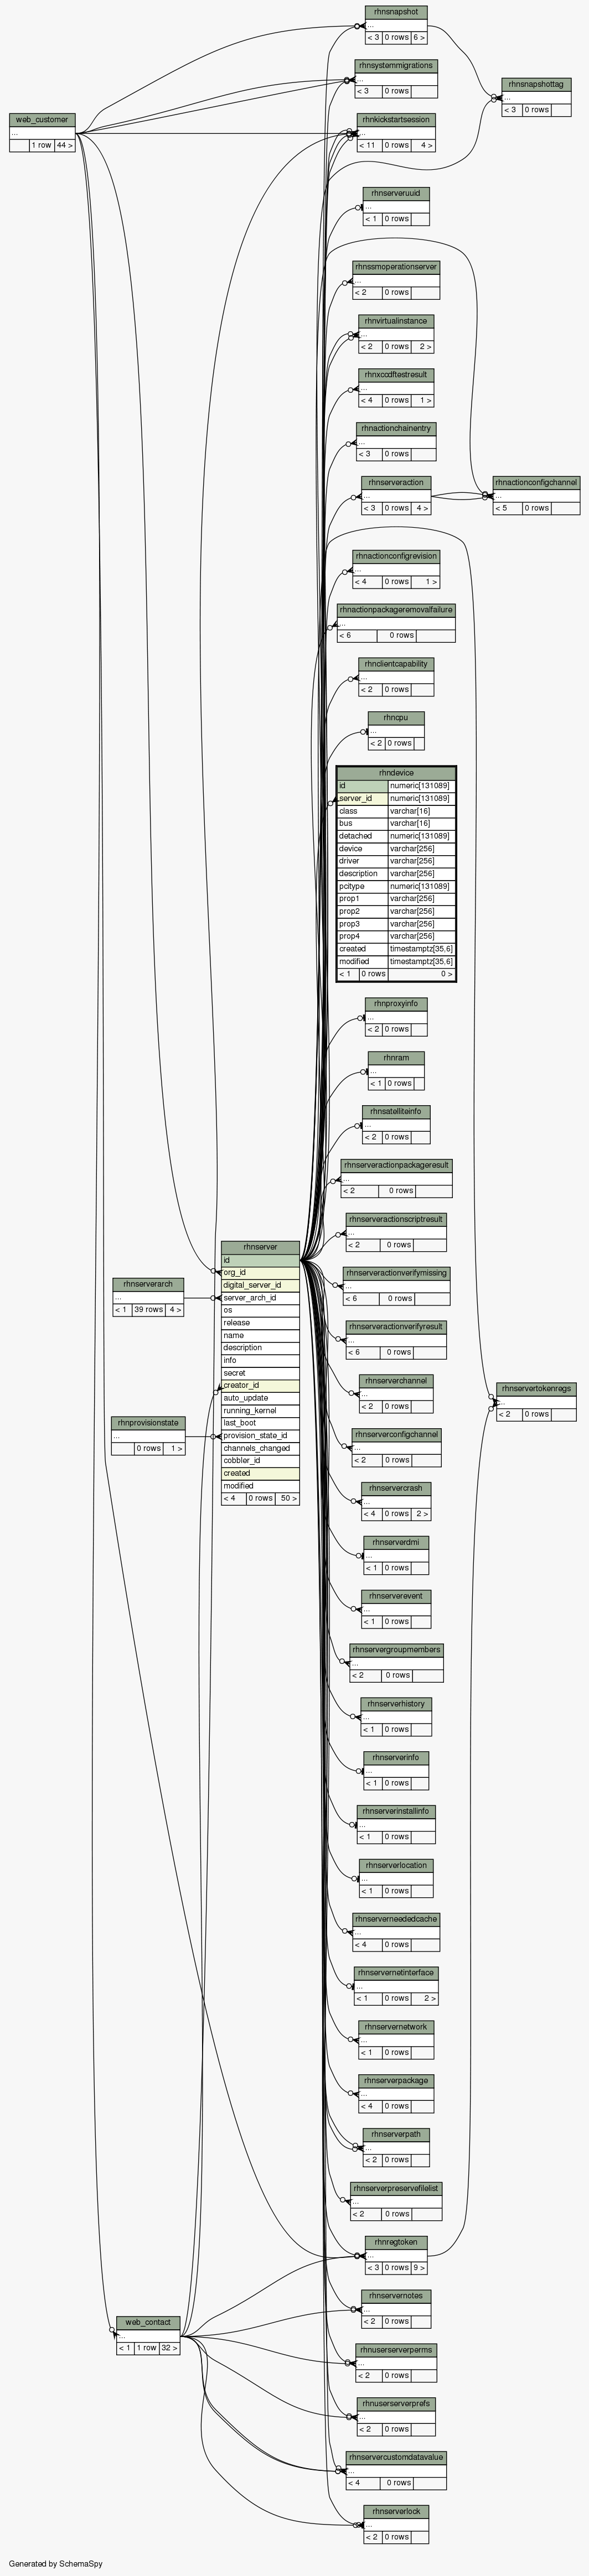 rhnsnapshot
...
< 3 0 rows 6 >
rhnsystemmigrations
...
< 3 0 rows
rhnsnapshottag
...
< 3 0 rows
web_customer
...
1 row 44 >
rhnkickstartsession
...
< 11 0 rows 4 >
rhnserveruuid
...
< 1 0 rows
rhnssmoperationserver
...
< 2 0 rows
rhnvirtualinstance
...
< 2 0 rows 2 >
rhnxccdftestresult
...
< 4 0 rows 1 >
rhnactionchainentry
...
< 3 0 rows
rhnserveraction
...
< 3 0 rows 4 >
rhnactionconfigchannel
...
< 5 0 rows
rhnactionconfigrevision
...
< 4 0 rows 1 >
rhnactionpackageremovalfailure
...
< 6 0 rows
rhnclientcapability
...
< 2 0 rows
rhncpu
...
< 2 0 rows
rhndevice
id numeric[131089]
server_id numeric[131089]
class varchar[16]
bus varchar[16]
detached numeric[131089]
device varchar[256]
driver varchar[256]
description varchar[256]
pcitype numeric[131089]
prop1 varchar[256]
prop2 varchar[256]
prop3 varchar[256]
prop4 varchar[256]
created timestamptz[35,6]
modified timestamptz[35,6]
< 1 0 rows 0 >
rhnproxyinfo
...
< 2 0 rows
rhnram
...
< 1 0 rows
rhnsatelliteinfo
...
< 2 0 rows
rhnserveractionpackageresult
...
< 2 0 rows
rhnserveractionscriptresult
...
< 2 0 rows
rhnserver
id
org_id
digital_server_id
server_arch_id
os
release
name
description
info
secret
creator_id
auto_update
running_kernel
last_boot
provision_state_id
channels_changed
cobbler_id
created
modified
< 4 0 rows 50 >
rhnserverarch
...
< 1 39 rows 4 >
rhnprovisionstate
...
0 rows 1 >
rhnserveractionverifymissing
...
< 6 0 rows
rhnserveractionverifyresult
...
< 6 0 rows
rhnserverchannel
...
< 2 0 rows
rhnservertokenregs
...
< 2 0 rows
rhnserverconfigchannel
...
< 2 0 rows
rhnservercrash
...
< 4 0 rows 2 >
rhnserverdmi
...
< 1 0 rows
rhnserverevent
...
< 1 0 rows
rhnservergroupmembers
...
< 2 0 rows
rhnserverhistory
...
< 1 0 rows
rhnserverinfo
...
< 1 0 rows
rhnserverinstallinfo
...
< 1 0 rows
rhnserverlocation
...
< 1 0 rows
rhnserverneededcache
...
< 4 0 rows
rhnservernetinterface
...
< 1 0 rows 2 >
rhnservernetwork
...
< 1 0 rows
rhnserverpackage
...
< 4 0 rows
rhnserverpath
...
< 2 0 rows
rhnserverpreservefilelist
...
< 2 0 rows
rhnregtoken
...
< 3 0 rows 9 >
rhnservernotes
...
< 2 0 rows
web_contact
...
< 1 1 row 32 >
rhnuserserverperms
...
< 2 0 rows
rhnuserserverprefs
...
< 2 0 rows
rhnservercustomdatavalue
...
< 4 0 rows
rhnserverlock
...
< 2 0 rows
Generated by SchemaSpy